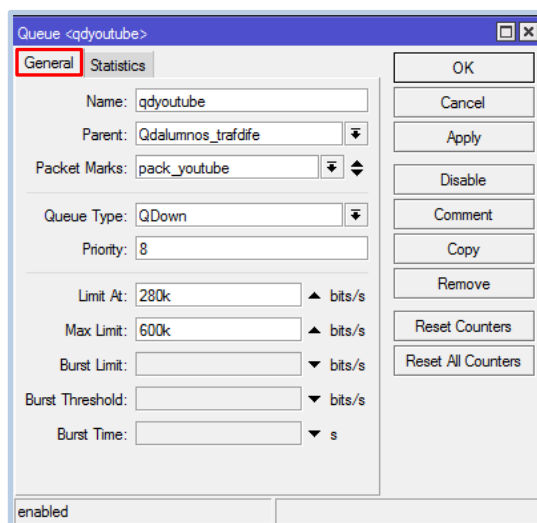 Queue <qdyoutube>
General Statistics
Name: qdyoutube
Parent: Qdalumnos_trafdife
Packet Marks: pack_youtube
Queue Type: QDown
Priority: 8
Limit At: 280k bits/s
Max Limit: 600k bits/s
Burst Limit: bits/s
Burst Threshold: bits/s
Burst Time: s
OK
Cancel
Apply
Disable
Comment
Copy
Remove
Reset Counters
Reset All Counters
enabled